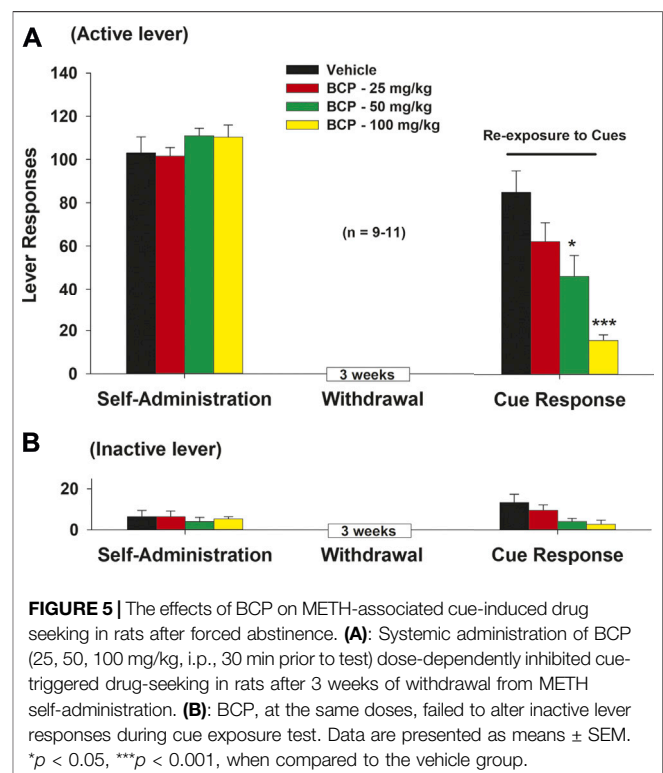 A (Active lever)
140
120
100
80
60
40
20
0
Lever Responses
Vehicle
BCP - 25 mg/kg
BCP - 50 mg/kg
BCP - 100 mg/kg
(n = 9-11)
Re-exposure to Cues
*
***
3 weeks
Self-Administration Withdrawal Cue Response
B (Inactive lever)
20
0
3 weeks
Self-Administration Withdrawal Cue Response
FIGURE 5 | The effects of BCP on METH-associated cue-induced drug
seeking in rats after forced abstinence. (A): Systemic administration of BCP
(25, 50, 100 mg/kg, i.p., 30 min prior to test) dose-dependently inhibited cue-
triggered drug-seeking in rats after 3 weeks of withdrawal from METH
self-administration. (B): BCP, at the same doses, failed to alter inactive lever
responses during cue exposure test. Data are presented as means ± SEM.
*p < 0.05, ***p < 0.001, when compared to the vehicle group.